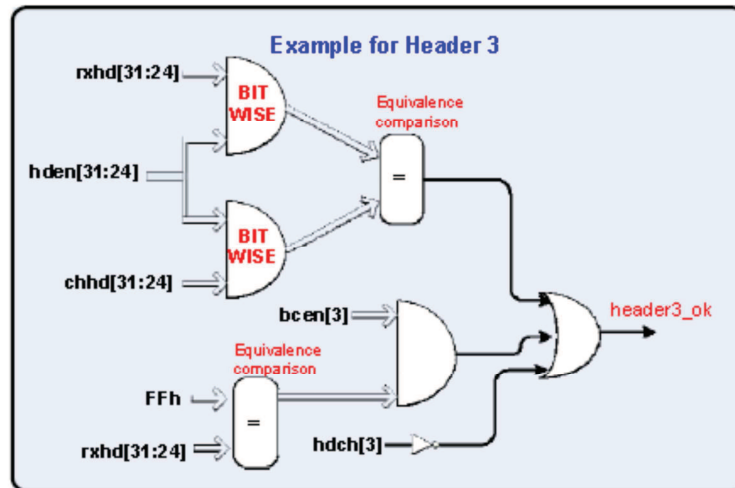 Example for Header 3
rxhd[31:24]
BIT
WISE
Equivalence
comparison
hden[31:24]
=
BIT
WISE
chhd[31:24]
bcen[3]
header3_ok
Equivalence
comparison
FFh
=
rxhd[31:24]
hdch[3]